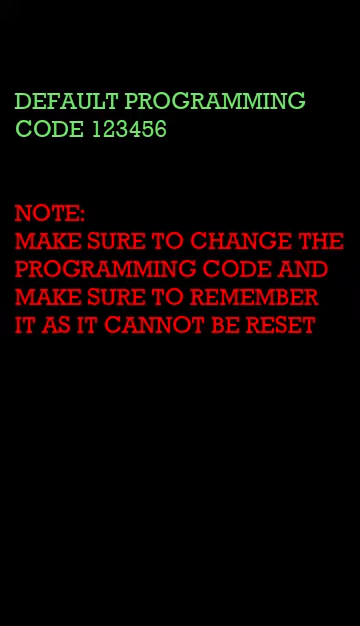 DEFAULT PROGRAMMING
CODE 123456
NOTE:
MAKE SURE TO CHANGE THE
PROGRAMMING CODE AND
MAKE SURE TO REMEMBER
IT AS IT CANNOT BE RESET